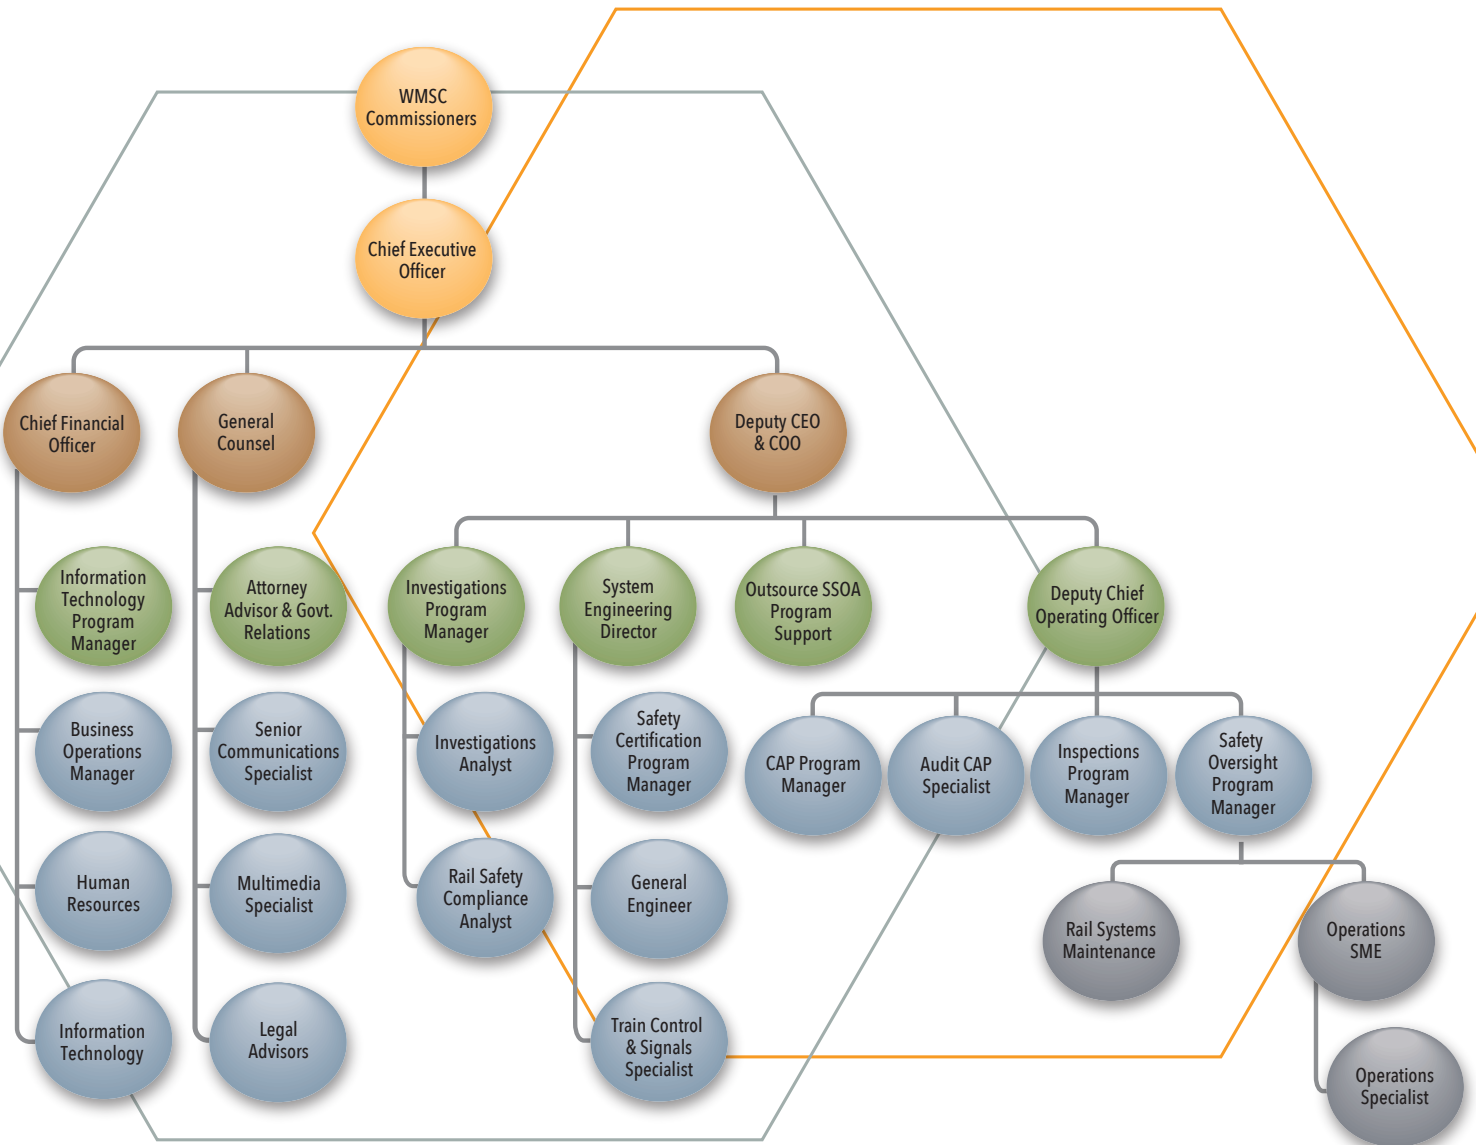 WMSC
Commissioners
Chief Executive
Officer
Chief Financial
Officer
General
Counsel
Deputy CEO
& COO
Information
Technology
Program
Manager
Attorney
Advisor & Govt.
Relations
Investigations
Program
Manager
System
Engineering
Director
Outsource SSOA
Program
Support
Deputy Chief
Operating Officer
Business
Operations
Manager
Senior
Communications
Specialist
Investigations
Analyst
Safety
Certification
Program
Manager
CAP Program
Manager
Audit CAP
Specialist
Inspections
Program
Manager
Safety
Oversight
Program
Manager
Human
Resources
Multimedia
Specialist
Rail Safety
Compliance
Analyst
General
Engineer
Rail Systems
Maintenance
Operations
SME
Information
Technology
Legal
Advisors
Train Control
& Signals
Specialist
Operations
Specialist